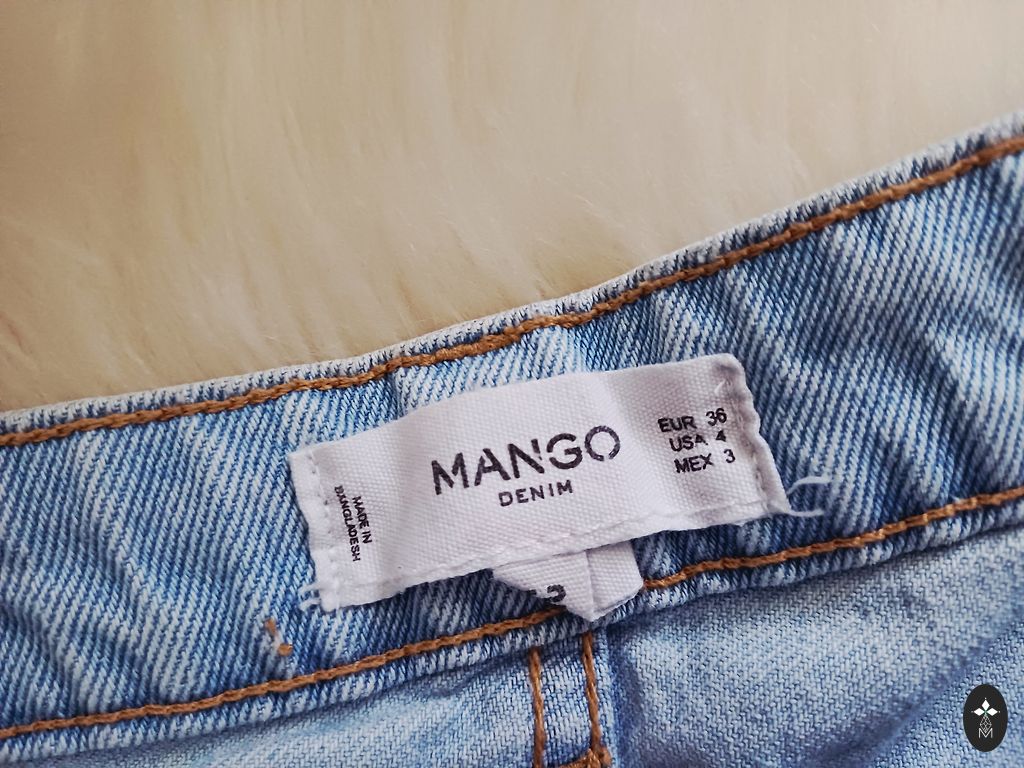 MADE IN
BANGLADESH
MANGO
DENIM
EUR 36
USA 4
MEX 3
M